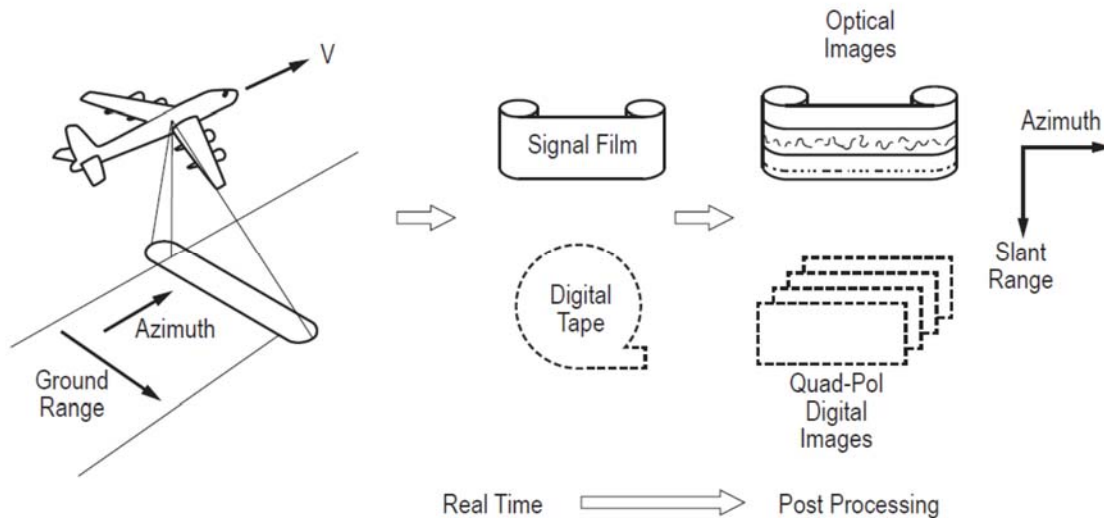 V
Azimuth
Ground
Range
Signal Film
Digital
Tape
Optical
Images
Quad-Pol
Digital
Images
Azimuth
Slant
Range
Real Time
Post Processing